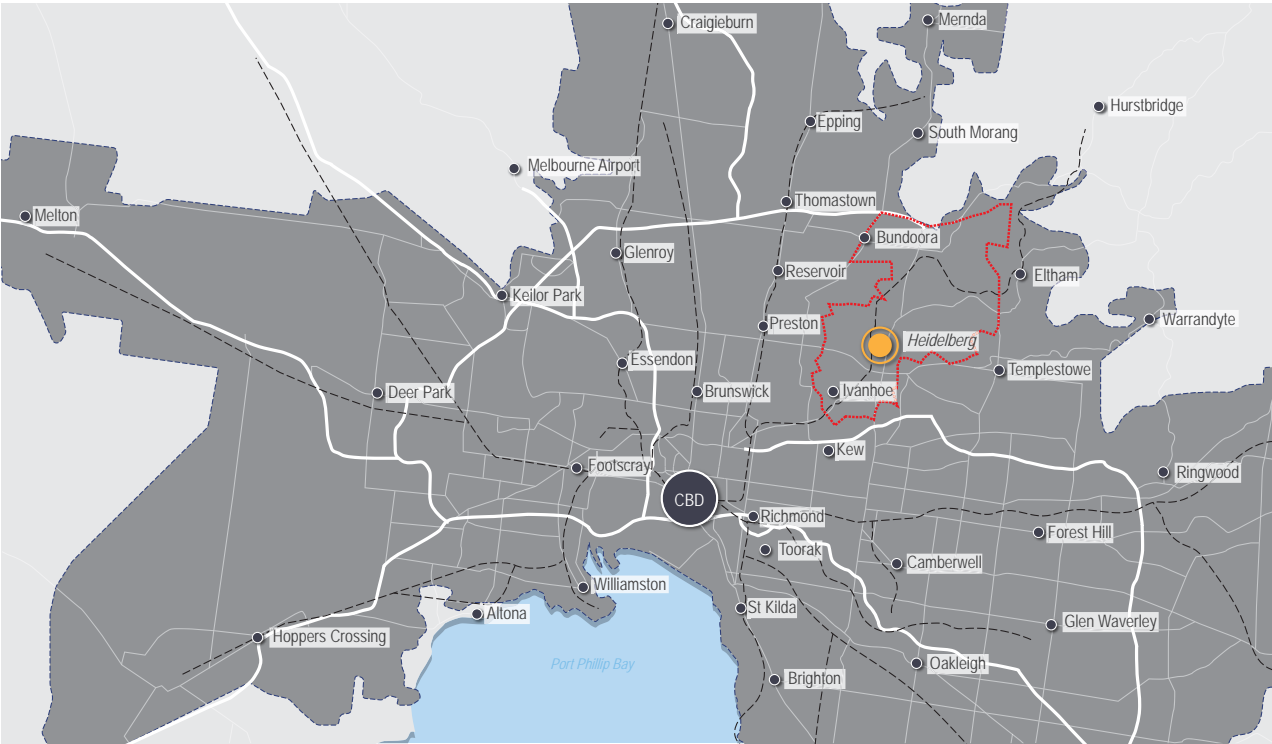 Craigieburn
Mernda
Hurstbridge
Epping
South Morang
Melbourne Airport
Thomastown
Melton
Bundoora
Glenroy
Reservoir
Eltham
Keilor Park
Preston
Warrandyte
Heidelberg
Essendon
Templestowe
Deer Park
Brunswick
Ivanhoe
Kew
Footscray
Ringwood
CBD
Richmond
Forest Hill
Toorak
Camberwell
Williamston
Altona
St Kilda
Glen Waverley
Hoppers Crossing
Port Phillip Bay
Oakleigh
Brighton